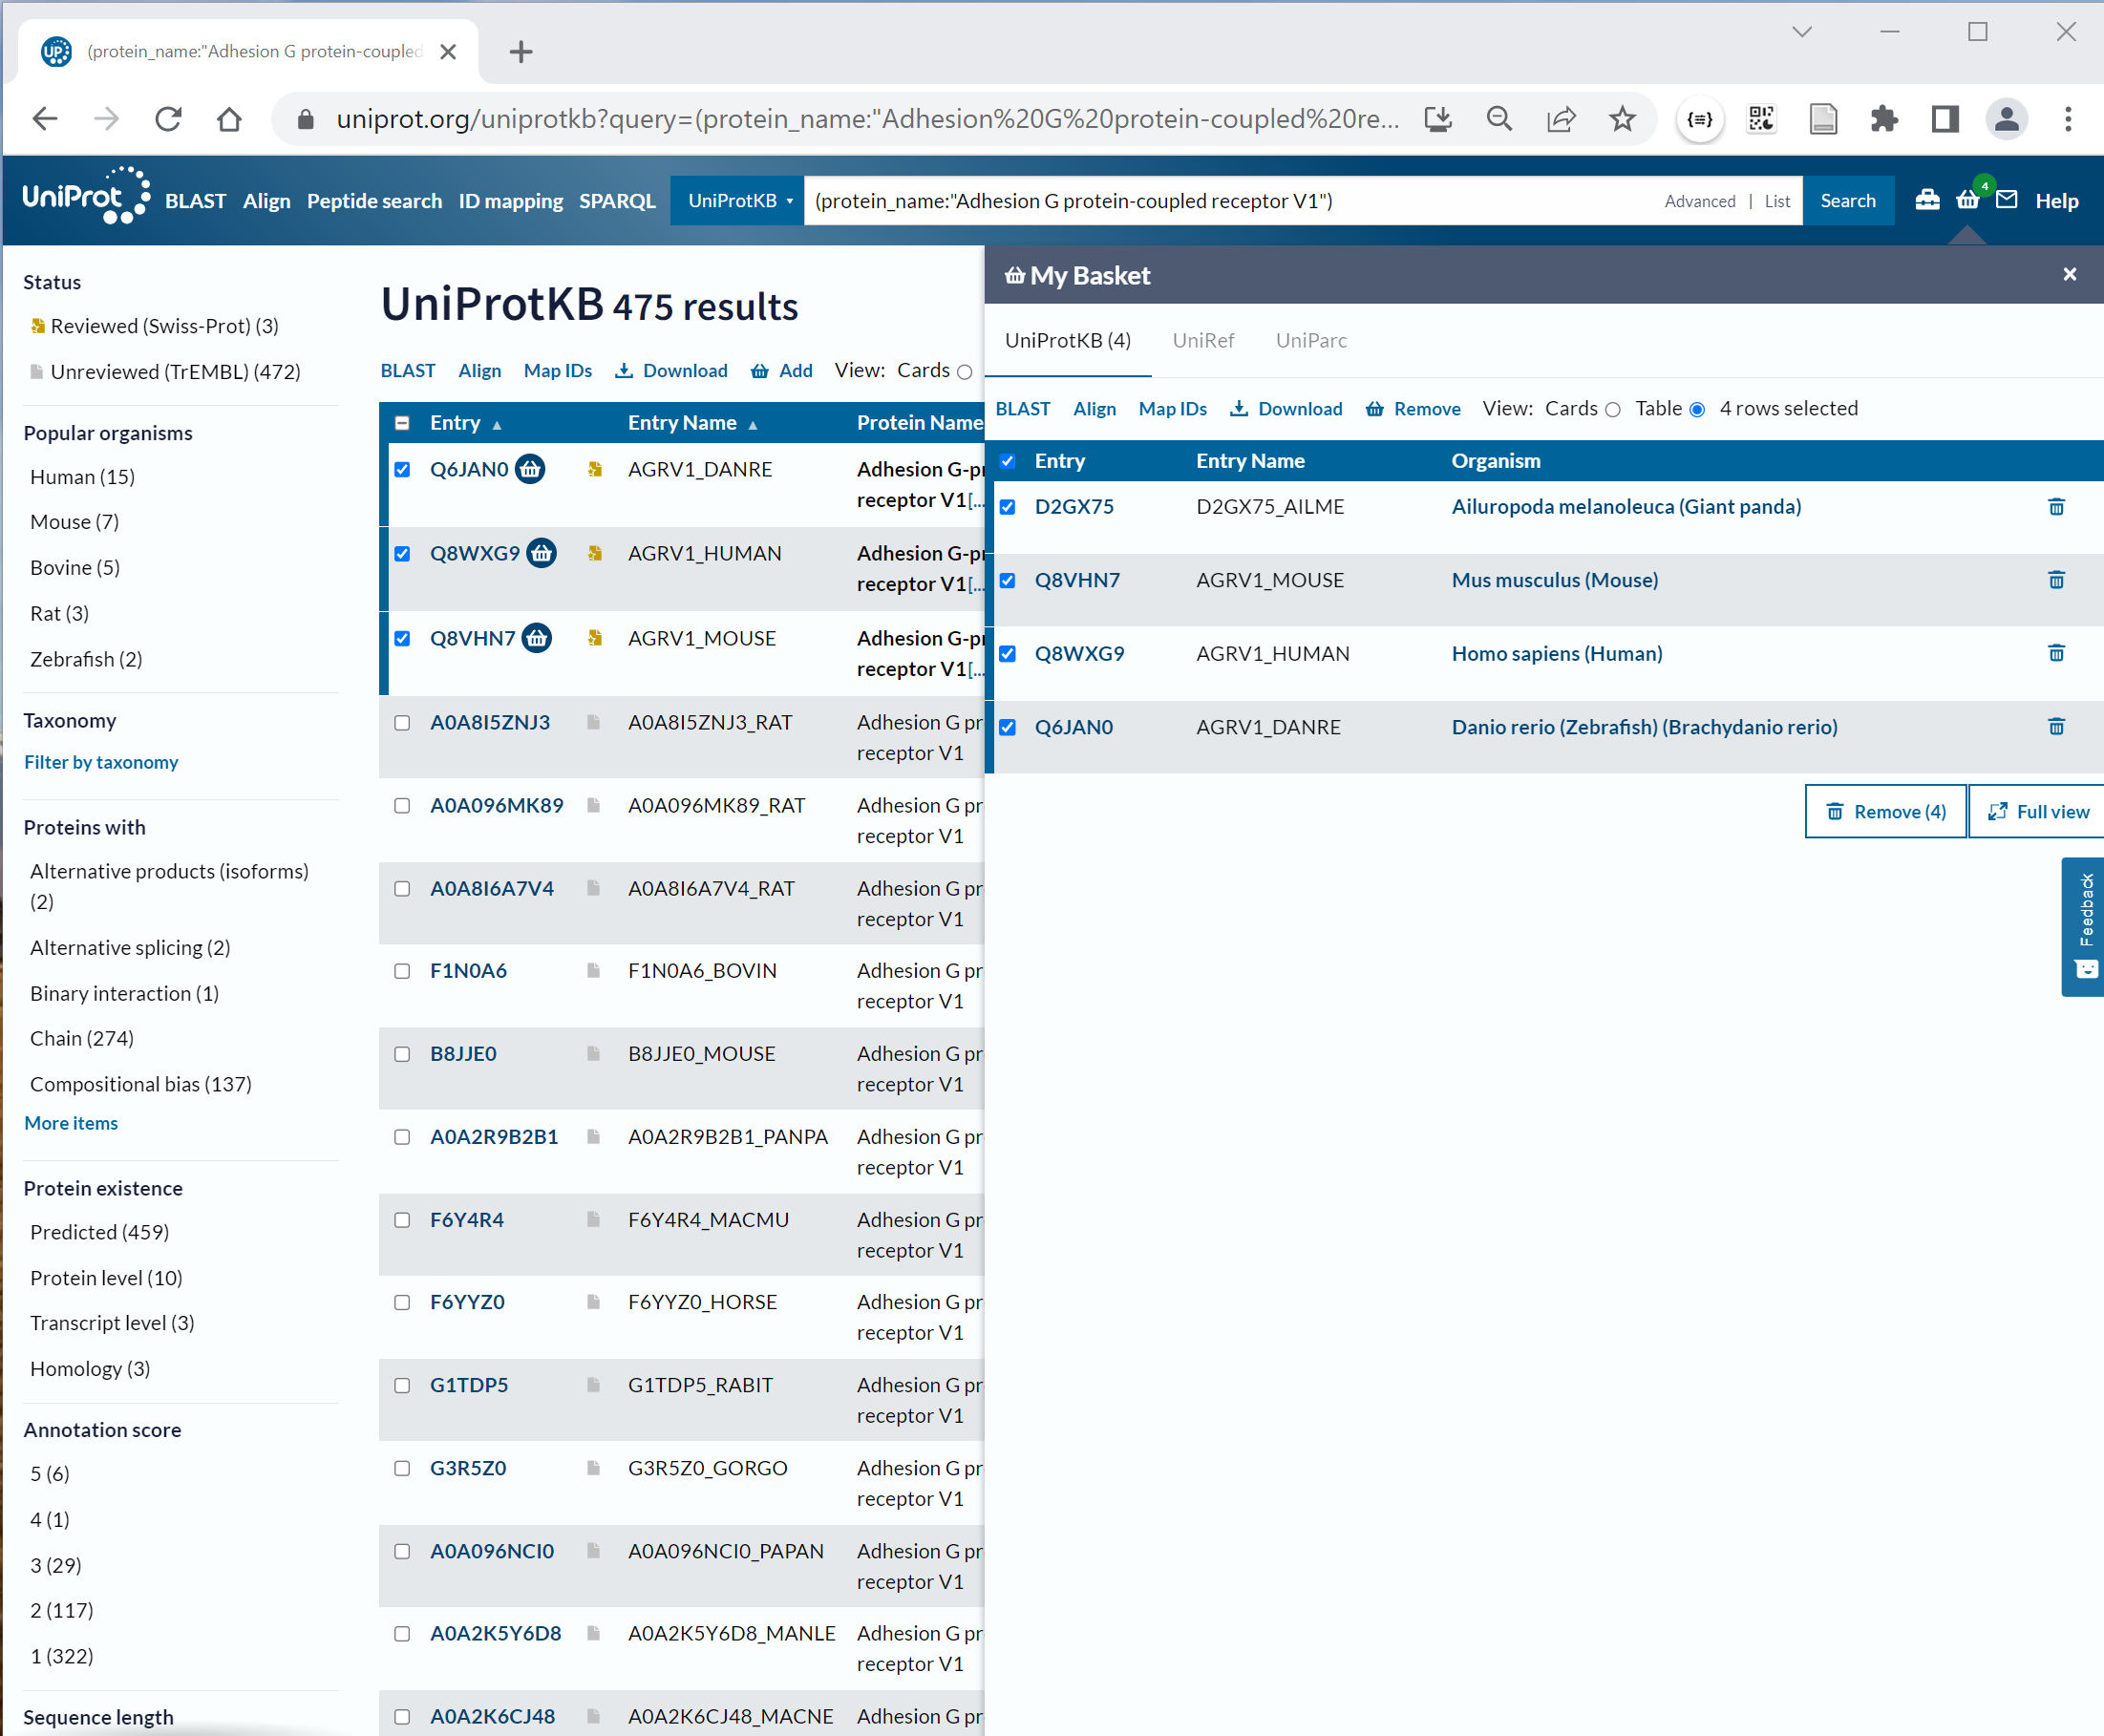 (protein_name:"Adhesion G protein-coupled
uniprot.org/uniprotkb?query=(protein_name:"Adhesion%20G%20protein-coupled%20re...
UniProt BLAST Align Peptide search ID mapping SPARQL UniProtKB (protein_name:"Adhesion G protein-coupled receptor V1") Advanced | List Search 4 Help
Status
Reviewed (Swiss-Prot) (3)
Unreviewed (TrEMBL) (472)
Popular organisms
Human (15)
Mouse (7)
Bovine (5)
Rat (3)
Zebrafish (2)
Taxonomy
Filter by taxonomy
Proteins with
Alternative products (isoforms)
(2)
Alternative splicing (2)
Binary interaction (1)
Chain (274)
Compositional bias (137)
More items
Protein existence
Predicted (459)
Protein level (10)
Transcript level (3)
Homology (3)
Annotation score
5 (6)
4 (1)
3 (29)
2 (117)
1 (322)
Sequence length
UniProtKB 475 results
BLAST Align Map IDs Download Add View: Cards
Entry Entry Name Protein Name
Q6JAN0 AGRV1_DANRE Adhesion G-pr
receptor V1[...
Q8WXG9 AGRV1_HUMAN Adhesion G-pr
receptor V1[...
Q8VHN7 AGRV1_MOUSE Adhesion G-pr
receptor V1[...
A0A8I5ZNJ3 A0A8I5ZNJ3_RAT Adhesion G pr
receptor V1
A0A096MK89 A0A096MK89_RAT Adhesion G pr
receptor V1
A0A8I6A7V4 A0A8I6A7V4_RAT Adhesion G pr
receptor V1
F1N0A6 F1N0A6_BOVIN Adhesion G pr
receptor V1
B8JJE0 B8JJE0_MOUSE Adhesion G pr
receptor V1
A0A2R9B2B1 A0A2R9B2B1_PANPA Adhesion G pr
receptor V1
F6Y4R4 F6Y4R4_MACMU Adhesion G pr
receptor V1
F6YYZ0 F6YYZ0_HORSE Adhesion G pr
receptor V1
G1TDP5 G1TDP5_RABIT Adhesion G pr
receptor V1
G3R5Z0 G3R5Z0_GORGO Adhesion G pr
receptor V1
A0A096NCI0 A0A096NCI0_PAPAN Adhesion G pr
receptor V1
A0A2K5Y6D8 A0A2K5Y6D8_MANLE Adhesion G pr
receptor V1
A0A2K6CJ48 A0A2K6CJ48_MACNE Adhesion G pr
My Basket
UniProtKB (4) UniRef UniParc
BLAST Align Map IDs Download Remove View: Cards Table 4 rows selected
Entry Entry Name Organism
D2GX75 D2GX75_AILME Ailuropoda melanoleuca (Giant panda)
Q8VHN7 AGRV1_MOUSE Mus musculus (Mouse)
Q8WXG9 AGRV1_HUMAN Homo sapiens (Human)
Q6JAN0 AGRV1_DANRE Danio rerio (Zebrafish) (Brachydanio rerio)
Remove (4) Full view
Feedback